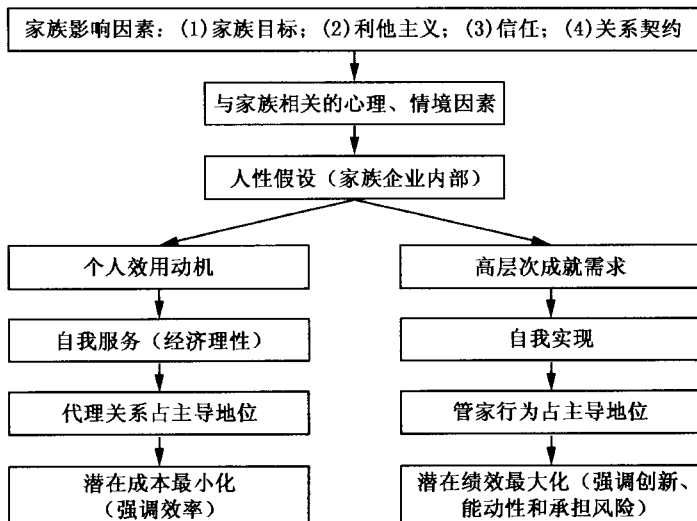 家族影响因素：(1)家族目标；(2)利他主义；(3)信任；(4)关系契约
与家族相关的心理、情境因素
人性假设（家族企业内部）
个人效用动机
高层次成就需求
自我服务（经济理性）
自我实现
代理关系占主导地位
管家行为占主导地位
潜在成本最小化
（强调效率）
潜在绩效最大化（强调创新、
能动性和承担风险）